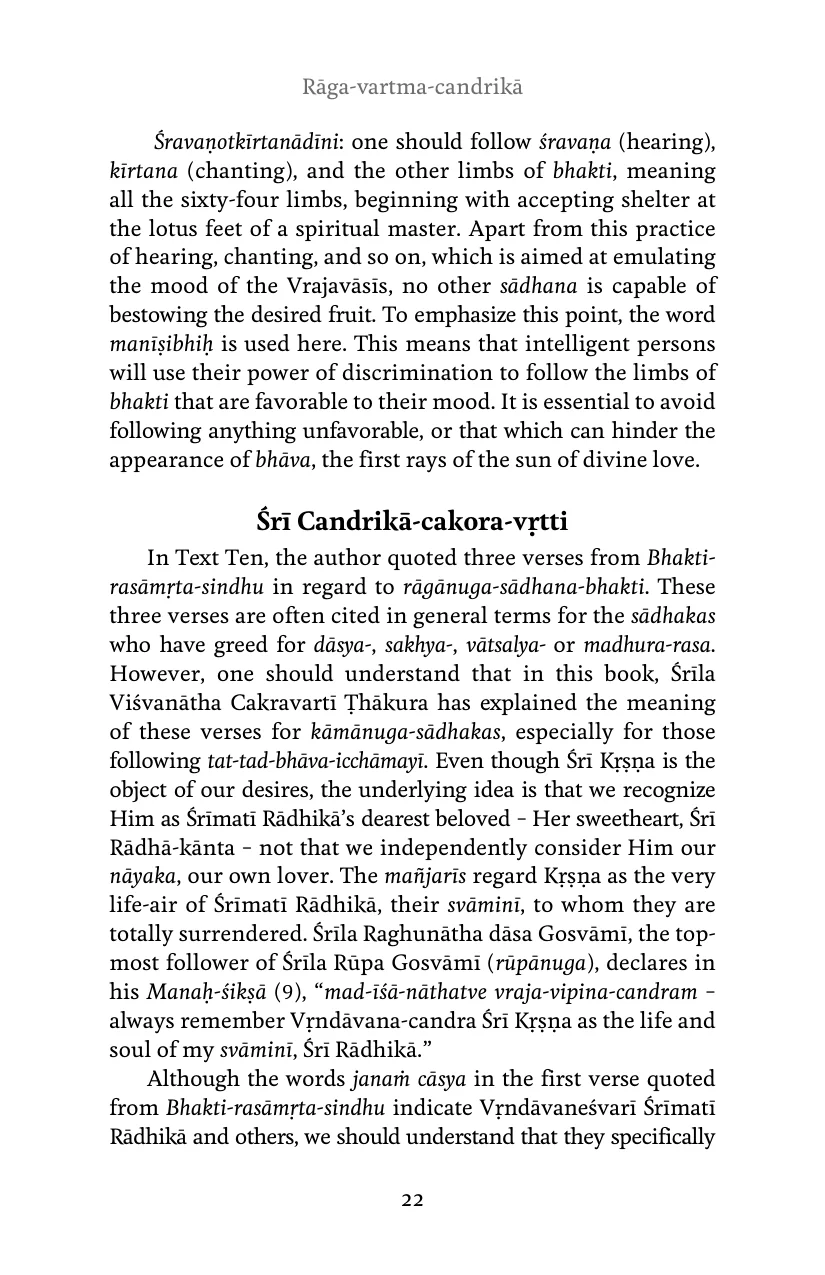 Rāga-vartma-candrikā
Śravaṇotkīrtanādīni: one should follow śravaṇa (hearing),
kīrtana (chanting), and the other limbs of bhakti, meaning
all the sixty-four limbs, beginning with accepting shelter at
the lotus feet of a spiritual master. Apart from this practice
of hearing, chanting, and so on, which is aimed at emulating
the mood of the Vrajavāsīs, no other sādhana is capable of
bestowing the desired fruit. To emphasize this point, the word
manīṣibhiḥ is used here. This means that intelligent persons
will use their power of discrimination to follow the limbs of
bhakti that are favorable to their mood. It is essential to avoid
following anything unfavorable, or that which can hinder the
appearance of bhāva, the first rays of the sun of divine love.
Śrī Candrikā-cakora-vṛtti
In Text Ten, the author quoted three verses from Bhakti-
rasāmṛta-sindhu in regard to rāgānuga-sādhana-bhakti. These
three verses are often cited in general terms for the sādhakas
who have greed for dāsya-, sakhya-, vātsalya- or madhura-rasa.
However, one should understand that in this book, Śrīla
Viśvanātha Cakravartī Ṭhākura has explained the meaning
of these verses for kāmānuga-sādhakas, especially for those
following tat-tad-bhāva-icchāmayī. Even though Śrī Kṛṣṇa is the
object of our desires, the underlying idea is that we recognize
Him as Śrīmatī Rādhikā’s dearest beloved – Her sweetheart, Śrī
Rādhā-kānta – not that we independently consider Him our
nāyaka, our own lover. The mañjarīs regard Kṛṣṇa as the very
life-air of Śrīmatī Rādhikā, their svāminī, to whom they are
totally surrendered. Śrīla Raghunātha dāsa Gosvāmī, the top-
most follower of Śrīla Rūpa Gosvāmī (rūpānuga), declares in
his Manaḥ-śikṣā (9), “mad-īśā-nāthatve vraja-vipina-candram –
always remember Vṛndāvana-candra Śrī Kṛṣṇa as the life and
soul of my svāminī, Śrī Rādhikā.”
Although the words janaṁ cāsya in the first verse quoted
from Bhakti-rasāmṛta-sindhu indicate Vṛndāvaneśvarī Śrīmatī
Rādhikā and others, we should understand that they specifically
22